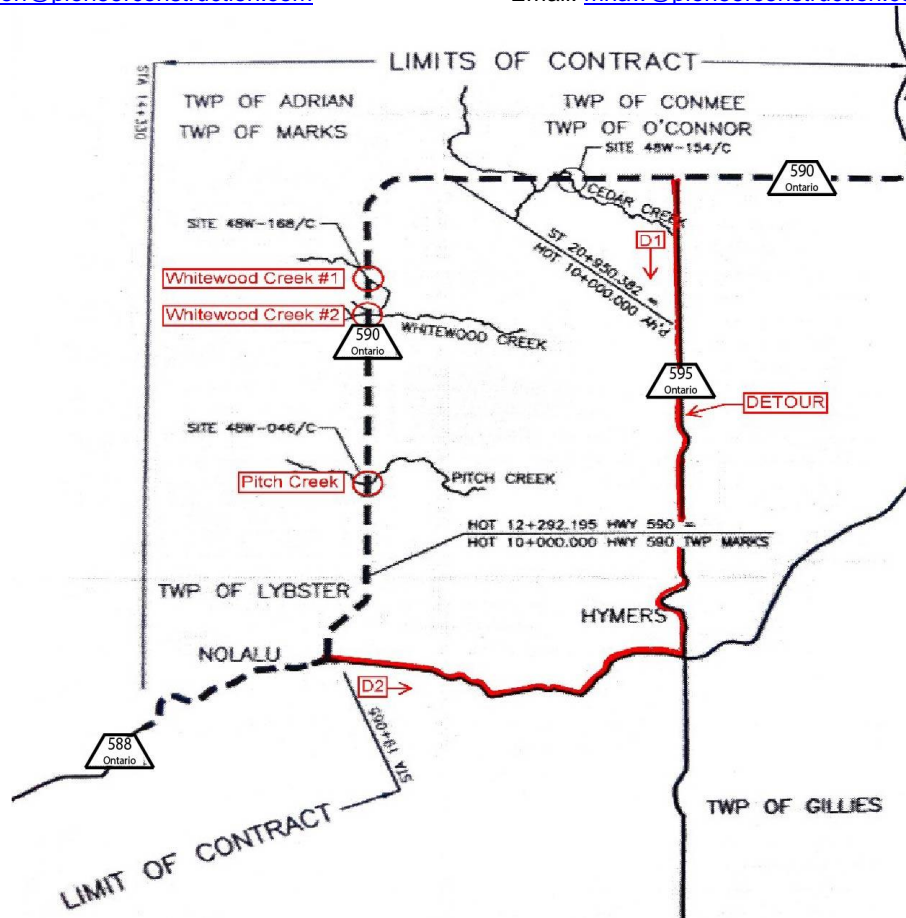 LIMITS OF CONTRACT
STA 14+330
TWP OF ADRIAN
TWP OF MARKS
TWP OF CONMEE
TWP OF O'CONNOR
SITE 48W-154/C
590
Ontario
CEDAR CREEK
SITE 48W-168/C
D1
ST 20+950.382 =
HOT 10+000.000
Whitewood Creek #1
Whitewood Creek #2
WHITEWOOD CREEK
590
Ontario
595
Ontario
DETOUR
SITE 48W-046/C
Pitch Creek
PITCH CREEK
HOT 12+292.195 HWY 590 =
HOT 10+000.000 HWY 590 TWP MARKS
TWP OF LYBSTER
HYMERS
NOLALU
D2
STA 19+065
588
Ontario
TWP OF GILLIES
LIMIT OF CONTRACT